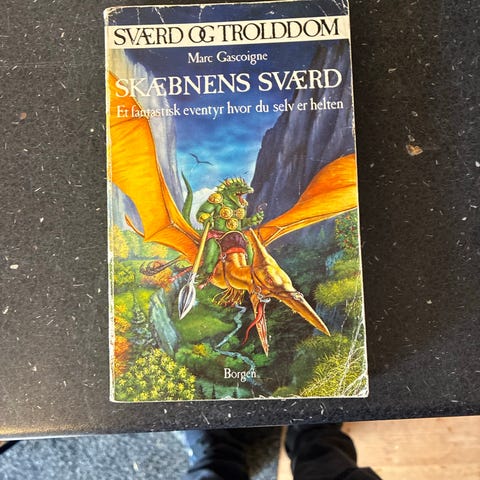 SVÆRD OG TROLDDOM
Marc Gascoigne
SKÆBNENS SVÆRD
Et fantastisk eventyr hvor du selv er helten
Borgen